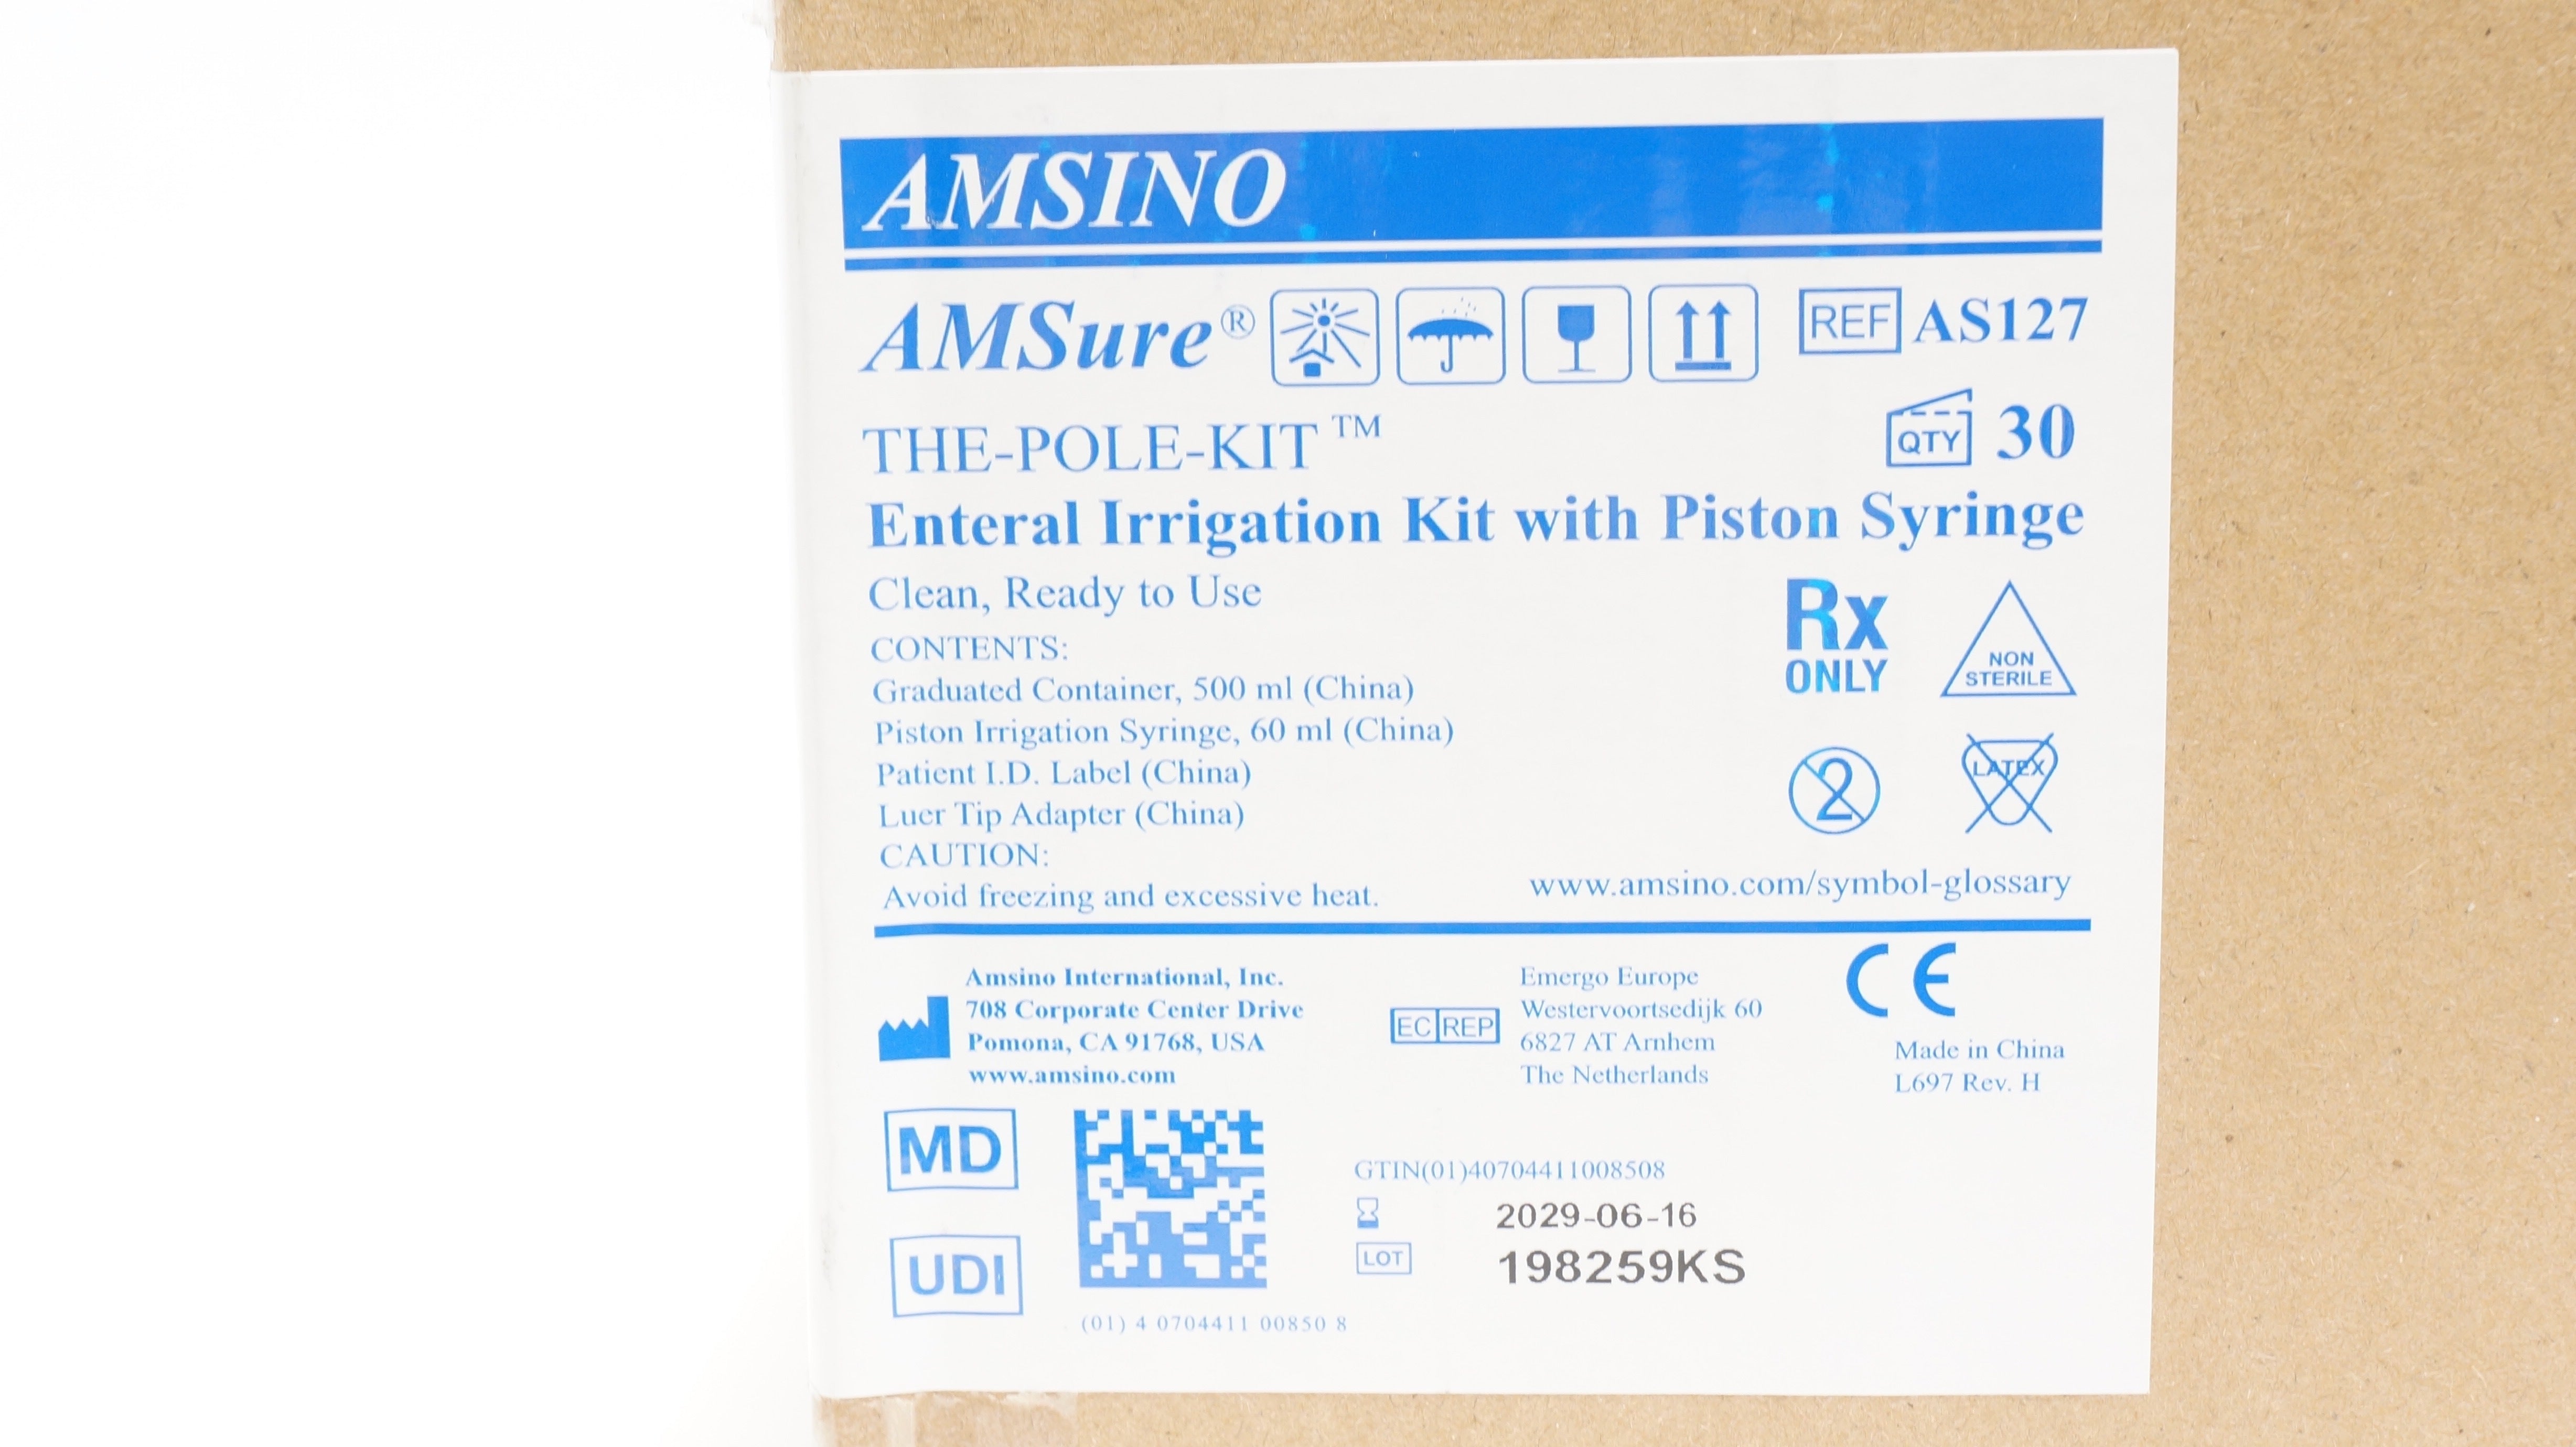 AMSINO
AMSure®
REF AS127
THE-POLE-KIT™
QTY 30
Enteral Irrigation Kit with Piston Syringe
Clean, Ready to Use
Rx
ONLY
NON
STERILE
CONTENTS:
Graduated Container, 500 ml (China)
Piston Irrigation Syringe, 60 ml (China)
Patient I.D. Label (China)
Luer Tip Adapter (China)
2
LATEX
CAUTION:
Avoid freezing and excessive heat.
www.amsino.com/symbol-glossary
Amsino International, Inc.
708 Corporate Center Drive
Pomona, CA 91768, USA
www.amsino.com
EC REP
Emergo Europe
Westervoortsedijk 60
6827 AT Arnhem
The Netherlands
CE
Made in China
L697 Rev. H
MD
UDI
(01) 4 0704411 00850 8
GTIN(01)40704411008508
2029-06-16
LOT 198259KS